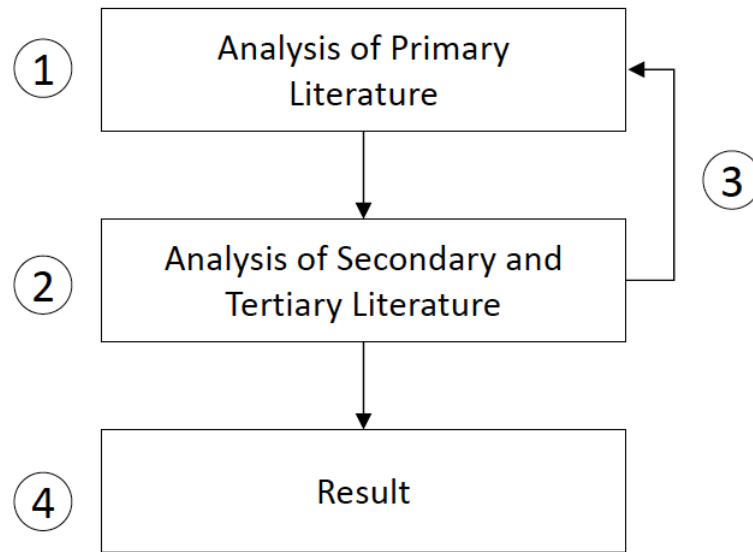 1
Analysis of Primary
Literature
3
2
Analysis of Secondary and
Tertiary Literature
4
Result